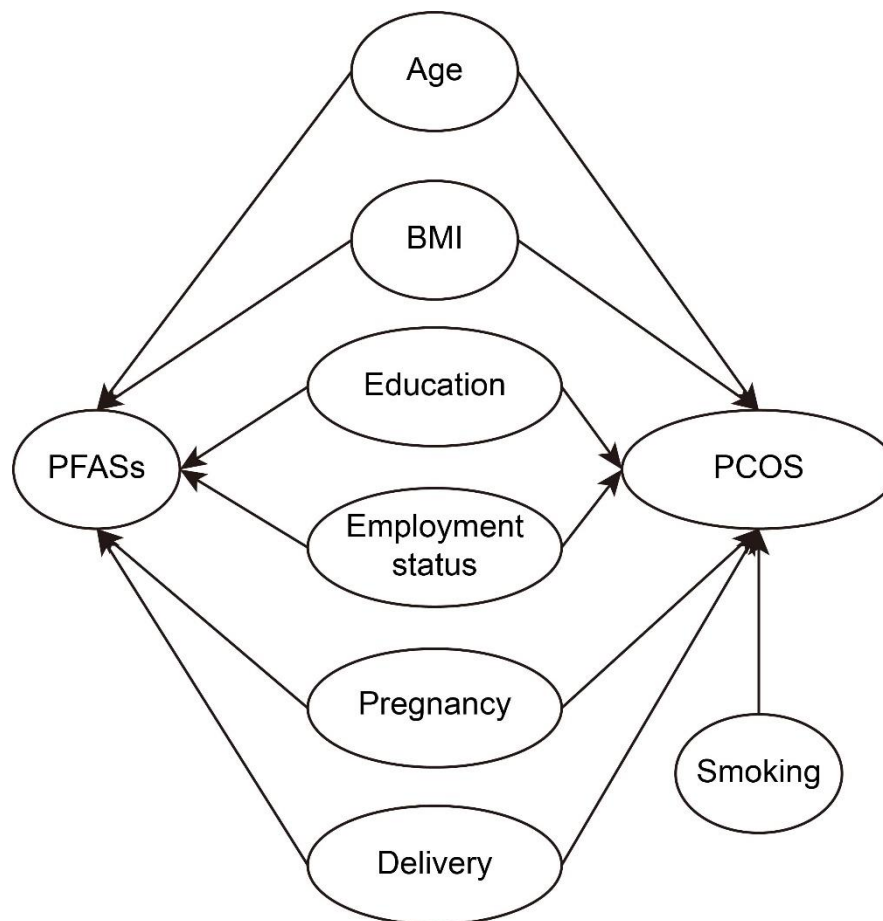 Age
BMI
Education
PFASs
PCOS
Employment
status
Pregnancy
Smoking
Delivery